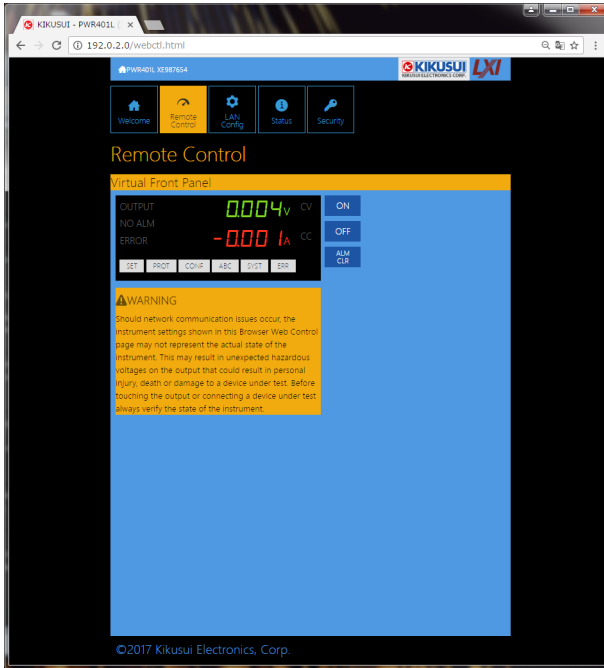 KIKUSUI - PWR401L (
192.0.2.0/webctl.html
PWR401L XE987654
KIKUSUI
KIKUSUI ELECTRONICS CORP.
LXI
Welcome
Remote Control
LAN Config
Status
Security
Remote Control
Virtual Front Panel
OUTPUT 0.004V CV ON
NO ALM
ERROR -0.001A CC OFF
ALM CLR
SET PROT CONF ABC SYST ERR
WARNING
Should network communication issues occur, the
instrument settings shown in this Browser Web Control
page may not represent the actual state of the
instrument. This may result in unexpected hazardous
voltages on the output that could result in personal
injury, death or damage to a device under test. Before
touching the output or connecting a device under test
always verify the state of the instrument.
©2017 Kikusui Electronics, Corp.